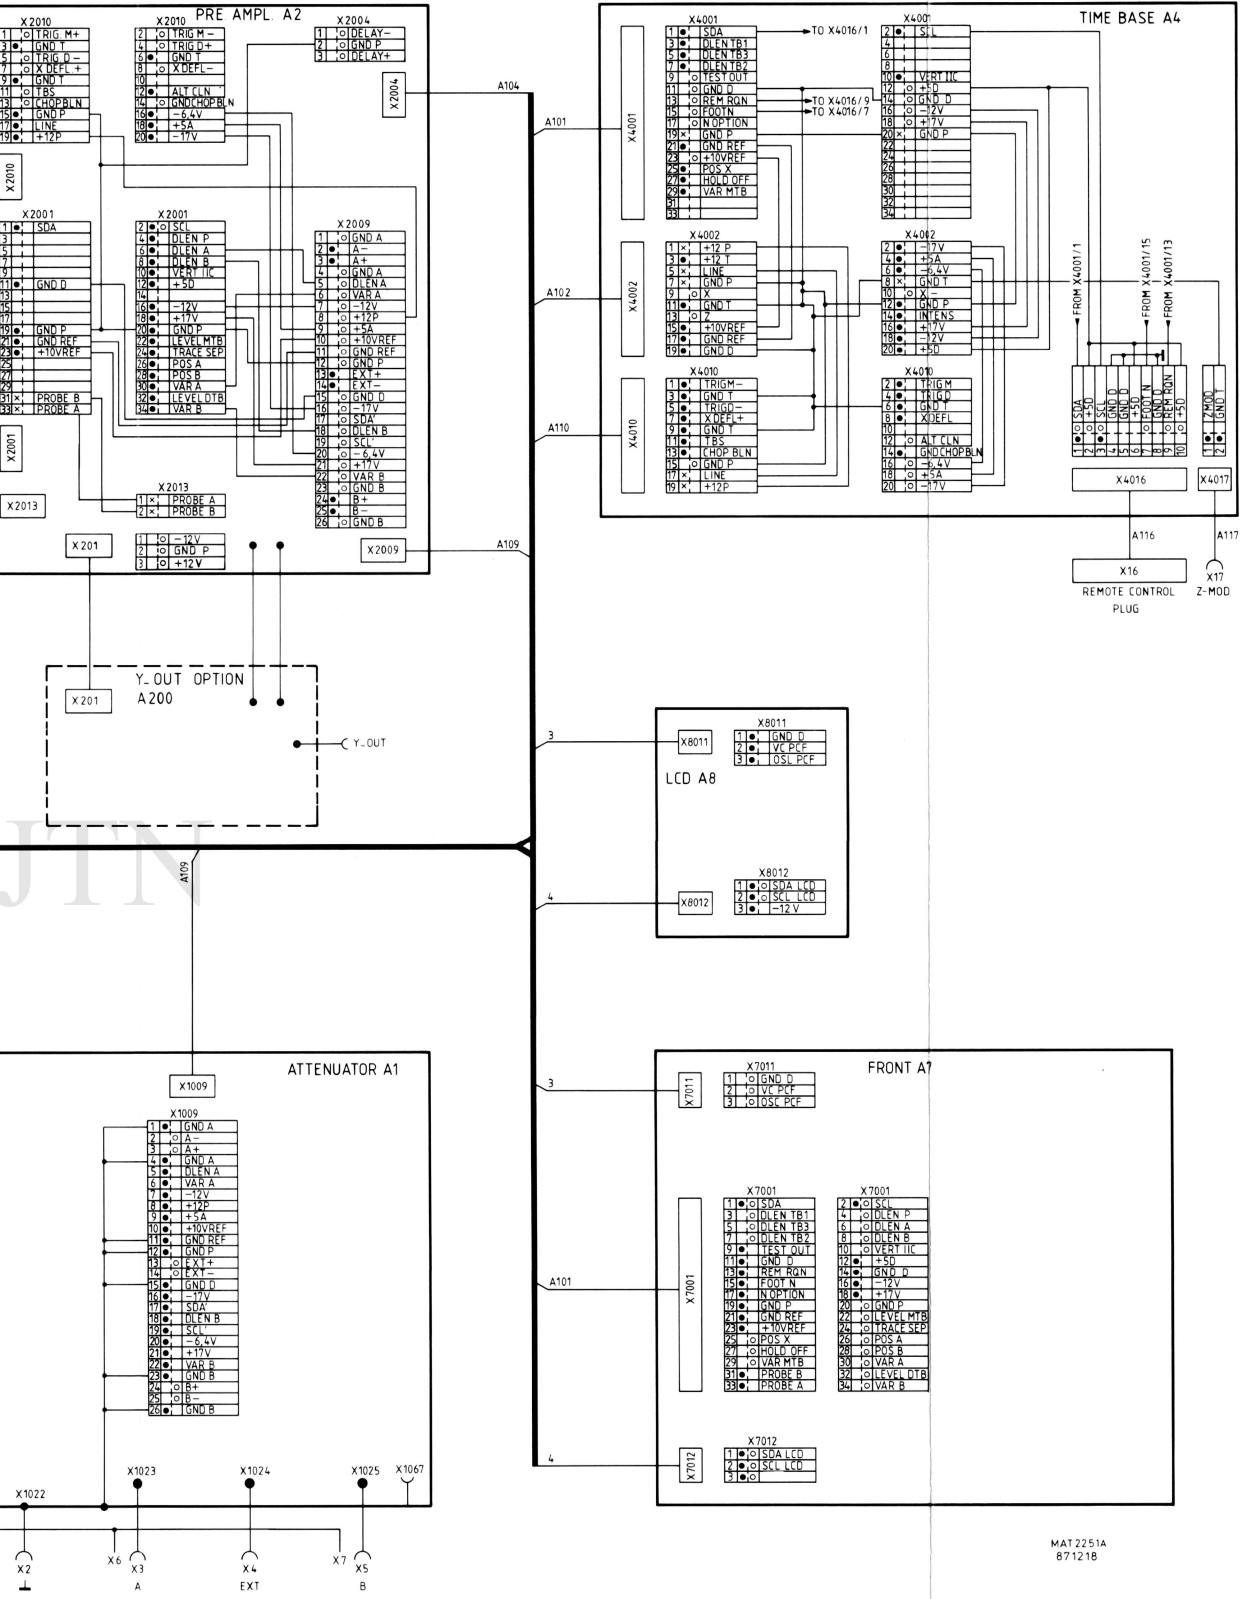 PRE. AMPL. A2
X2010
1 TRIG. M+
3 GND T
5 TRIG D-
7 X DEFL +
9 GND T
11 TBS
13 CHOPBLN
15 GND P
17 LINE
19 +12P
X2010
2 TRIG M-
4 TRIG D+
6 GND T
8 X DEFL-
10
12 ALT CLN
14 GNDCHOPBLN
16 -6,4V
18 +5A
20 -17V
X2004
1 DELAY-
2 GND P
3 DELAY+
X2004
A104
X2010
X2001
1 SDA
3
5
7
9
11 GND D
13
15
17
19 GND P
21 GND REF
23 +10VREF
25
27
29
31 PROBE B
33 PROBE A
X2001
2 SCL
4 DLEN P
6 DLEN A
8 DLEN B
10 VERT IIC
12 +5D
14
16 -12V
18 +17V
20 GND P
22 LEVELMTB
24 TRACE SEP
26 POS A
28 POS B
30 VAR A
32 LEVELDTB
34 VAR B
X2009
1 GND A
2 A-
3 A+
4 GND A
5 DLENA
6 VAR A
7 -12V
8 +12P
9 +5A
10 +10VREF
11 GND REF
12 GND P
13 EXT+
14 EXT-
15 GND D
16 -17V
17 SDA'
18 DLEN B
19 SCL'
20 -6,4V
21 +17V
22 VAR B
23 GND B
24 B+
25 B-
26 GND B
X2001
X2013
X2013
1 PROBE A
2 PROBE B
X201
1 -12V
2 GND P
3 +12V
X2009
A109
Y_OUT OPTION
A200
X201
Y_OUT
A109
TIME BASE A4
A101
X4001
X4001
1 SDA
3 DLENTB1
5 DLENTB3
7 DLENTB2
9 TESTOUT
11 GND D
13 REM RQN
15 FOOTN
17 NOPTION
19 GND P
21 GND REF
23 +10VREF
25 POS X
27 HOLD OFF
29 VAR MTB
31
33
TO X4016/1
TO X4016/9
TO X4016/7
X4001
2 SCL
4
6
8
10 VERT IIC
12 +5D
14 GND D
16 -12V
18 +17V
20 GND P
22
24
26
28
30
32
34
A102
X4002
X4002
1 +12 P
3 +12 T
5 LINE
7 GND P
9 X
11 GND T
13 Z
15 +10VREF
17 GND REF
19 GND D
X4002
2 -17V
4 +5A
6 -6,4V
8 GND T
10 X-
12 GND P
14 INTENS
16 +17V
18 -12V
20 +5D
A110
X4010
X4010
1 TRIGM-
3 GND T
5 TRIGD-
7 XDEFL+
9 GND T
11 TBS
13 CHOP BLN
15 GND P
17 LINE
19 +12P
X4010
2 TRIG M
4 TRIG D
6 GND T
8 XDEFL
10
12 ALT CLN
14 GNDCHOPBLN
16 -6,4V
18 +5A
20 -17V
FROM X4001/1
FROM X4001/15
FROM X4001/13
1 SDA
2 +5D
3 SCL
4 GND D
5 GND D
6 +5D
7 FOOT N
8 GND D
9 REM RQN
10 +5D
1 ZMOD
2 GND T
X4016
X4017
A116
A117
X16
REMOTE CONTROL
PLUG
X17
Z-MOD
LCD A8
3
X8011
X8011
1 GND D
2 VC PCF
3 OSL PCF
4
X8012
X8012
1 SDA LCD
2 SCL LCD
3 -12 V
JTN
ATTENUATOR A1
X1009
X1009
1 GND A
2 A-
3 A+
4 GND A
5 DLEN A
6 VAR A
7 -12V
8 +12P
9 +5A
10 +10VREF
11 GND REF
12 GND P
13 EXT+
14 EXT-
15 GND D
16 -17V
17 SDA'
18 DLEN B
19 SCL'
20 -6,4V
21 +17V
22 VAR B
23 GND B
24 B+
25 B-
26 GND B
X1022
X1023
X1024
X1025
X1067
X2
X6
X3
A
X4
EXT
X7
X5
B
FRONT A7
3
X7011
X7011
1 GND D
2 VC PCF
3 OSC PCF
A101
X7001
X7001
1 SDA
3 DLEN TB1
5 DLEN TB3
7 DLEN TB2
9 TEST OUT
11 GND D
13 REM RQN
15 FOOT N
17 N OPTION
19 GND P
21 GND REF
23 +10VREF
25 POS X
27 HOLD OFF
29 VAR MTB
31 PROBE B
33 PROBE A
X7001
2 SCL
4 DLEN P
6 DLEN A
8 DLEN B
10 VERT IIC
12 +5D
14 GND D
16 -12V
18 +17V
20 GND P
22 LEVEL MTB
24 TRACE SEP
26 POS A
28 POS B
30 VAR A
32 LEVEL DTB
34 VAR B
4
X7012
X7012
1 SDA LCD
2 SCL LCD
3
MAT 2251A
871218